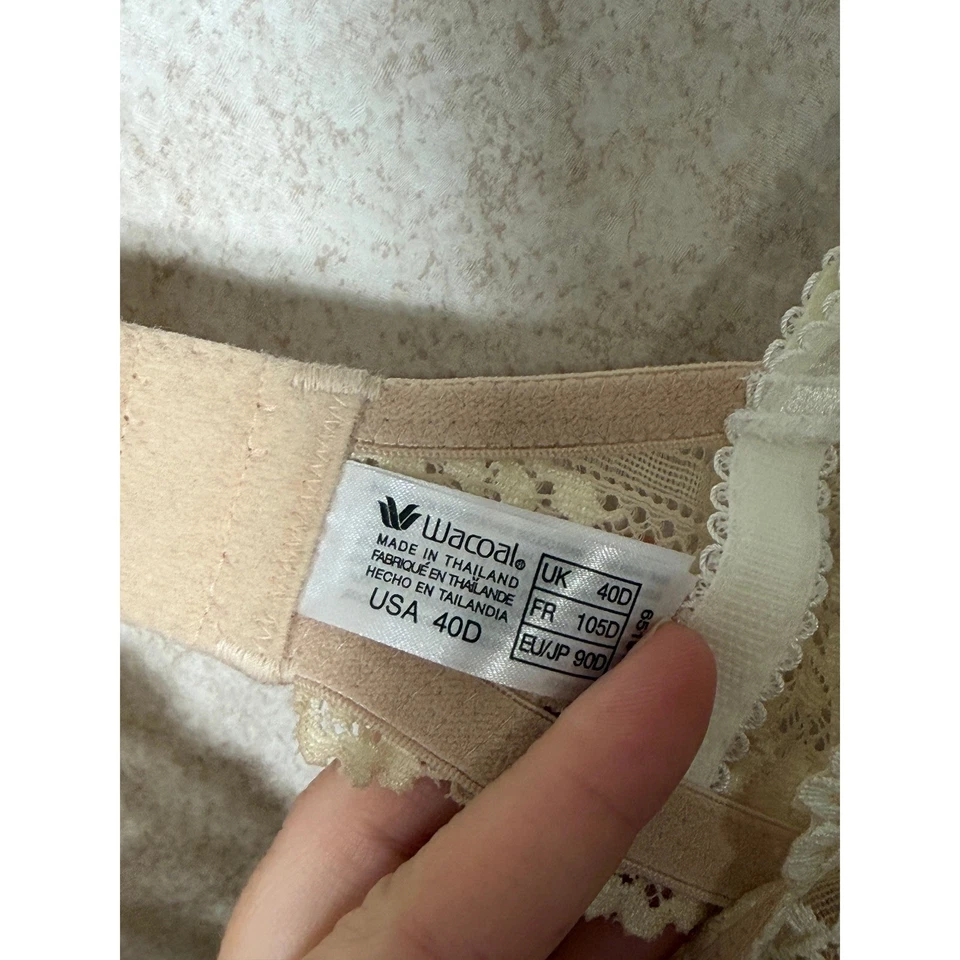 Wacoal®
MADE IN THAILAND
FABRIQUÉ EN THAÏLANDE
HECHO EN TAILANDIA
USA 40D
UK 40D
FR 105D
EU/JP 90D